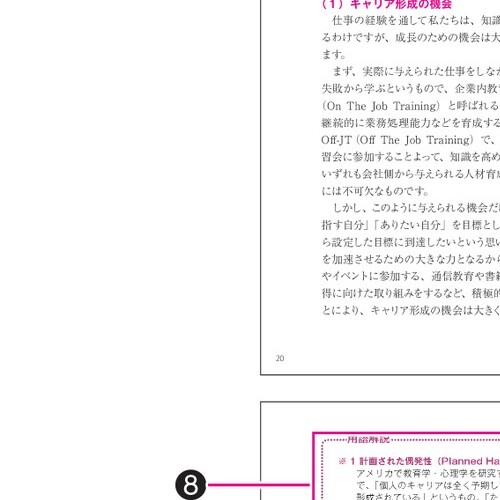 （1）キャリア形成の機会
仕事の経験を通して私たちは、知識
るわけですが、成長のための機会は大
ます。
まず、実際に与えられた仕事をしなが
失敗から学ぶというもので、企業内教
（On The Job Training）と呼ばれる
継続的に業務処理能力などを育成する
Off-JT（Off The Job Training）で、
習会に参加することよって、知識を高め
いずれも会社側から与えられる人材育成
には不可欠なものです。
しかし、このように与えられる機会だけ
指す自分」「ありたい自分」を目標とし
ら設定した目標に到達したいという思い
を加速させるための大きな力となるから
やイベントに参加する、通信教育や書籍
得に向けた取り組みをするなど、積極的
とにより、キャリア形成の機会は大きく
20
用語解説
※1 計画された偶発性（Planned Ha
アメリカで教育学・心理学を研究す
8
で、「個人のキャリアは全く予期し
形成されている」というもの。「た